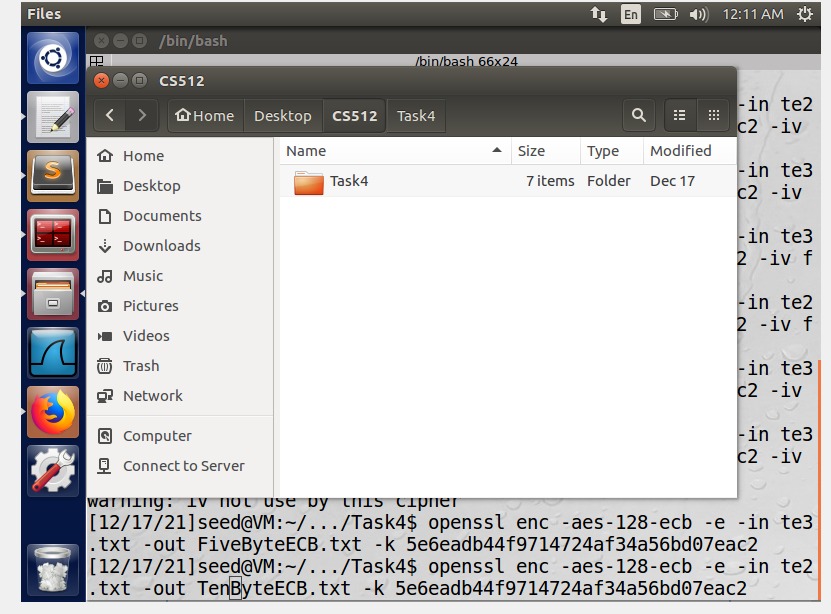 Files
En
12:11 AM
/bin/bash
/bin/bash 66x24
CS512
Home Desktop CS512 Task4
Name Size Type Modified
Task4 7 items Folder Dec 17
Home
Desktop
Documents
Downloads
Music
Pictures
Videos
Trash
Network
Computer
Connect to Server
-in te2
c2 -iv
-in te3
c2 -iv
-in te3
2 -iv f
-in te2
2 -iv f
-in te3
c2 -iv
-in te3
c2 -iv
warning: iv not use by this cipher
[12/17/21]seed@VM:~/.../Task4$ openssl enc -aes-128-ecb -e -in te3
.txt -out FiveByteECB.txt -k 5e6eadb44f9714724af34a56bd07eac2
[12/17/21]seed@VM:~/.../Task4$ openssl enc -aes-128-ecb -e -in te2
.txt -out TenByteECB.txt -k 5e6eadb44f9714724af34a56bd07eac2